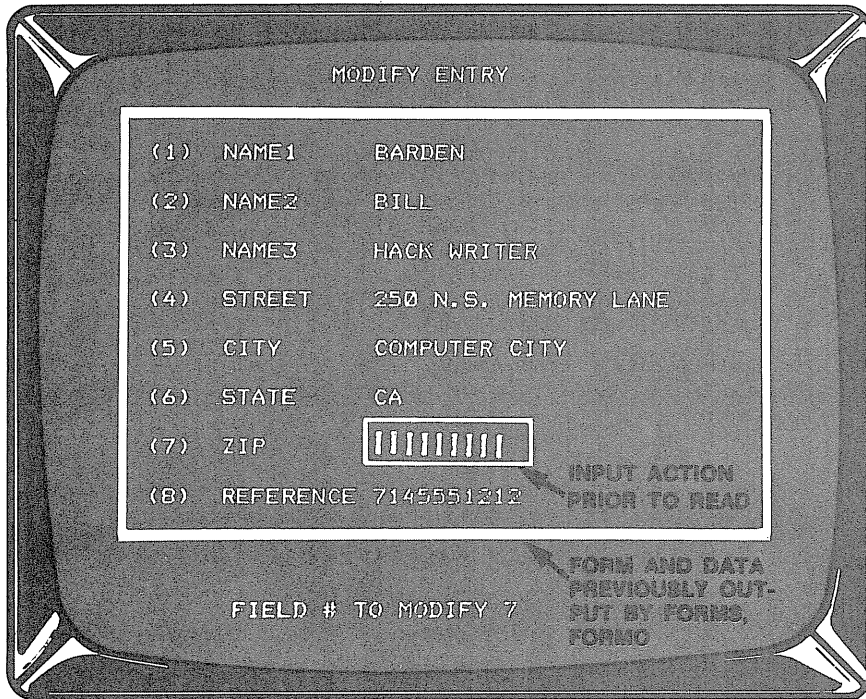 MODIFY ENTRY
(1) NAME1 BARDEN
(2) NAME2 BILL
(3) NAME3 HACK WRITER
(4) STREET 250 N.S. MEMORY LANE
(5) CITY COMPUTER CITY
(6) STATE CA
(7) ZIP
(8) REFERENCE 7145551212
INPUT ACTION
PRIOR TO READ
FORM AND DATA
PREVIOUSLY OUT-
PUT BY FORMS,
FORMO
FIELD # TO MODIFY 7